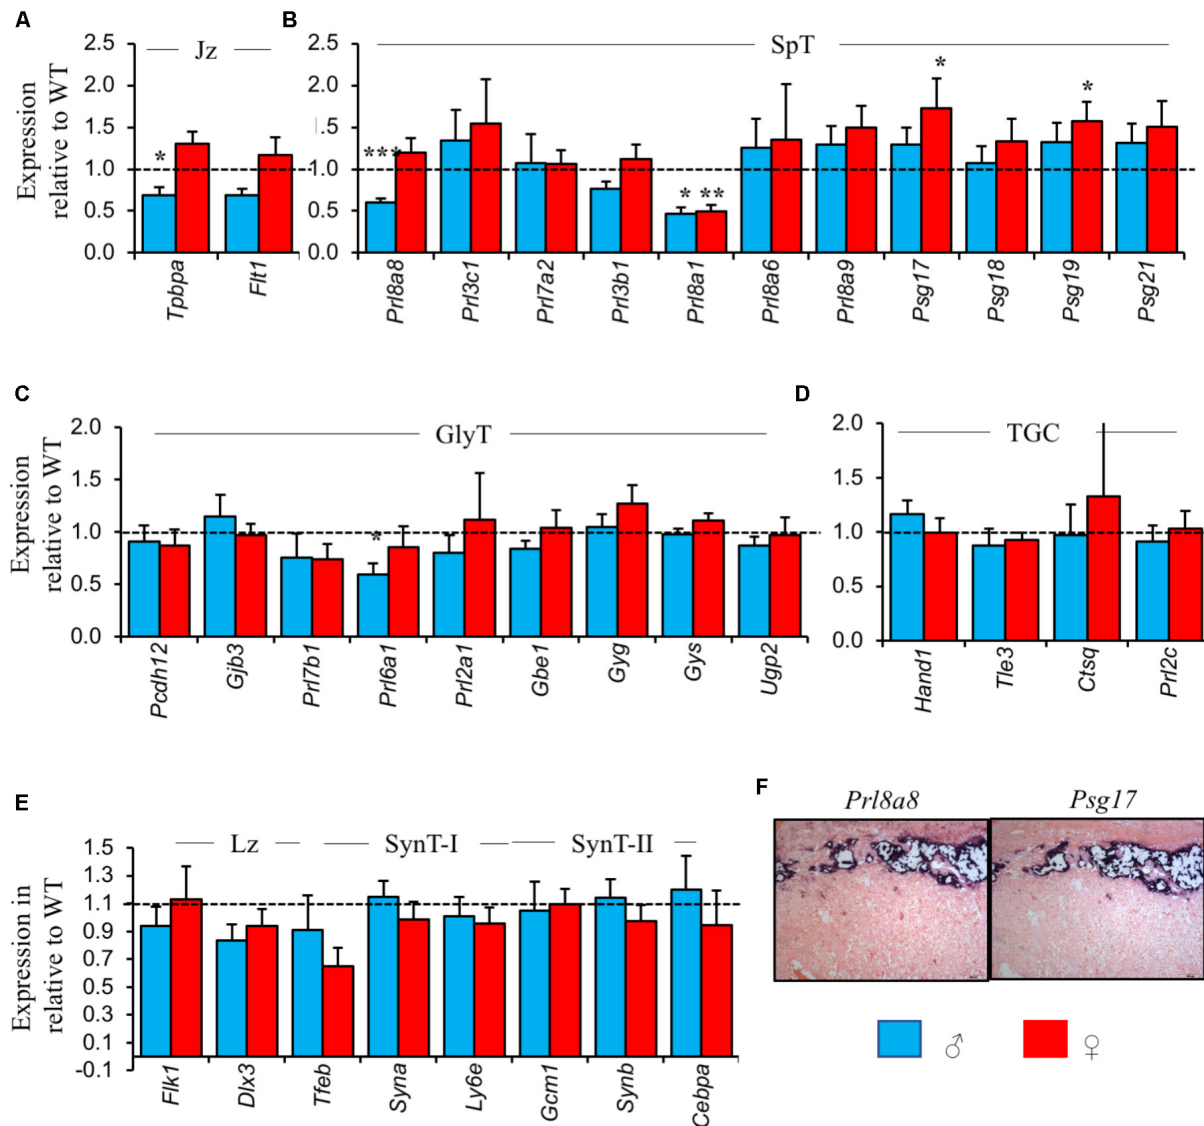 A
B
Jz
SpT
Expression
relative to WT
2.5
2.0
1.5
1.0
0.5
0.0
*
Tpbpa
Flt1
2.5
2.0
1.5
1.0
0.5
0.0
***
*
**
*
*
Prl8a8
Prl3c1
Prl7a2
Prl3b1
Prl8a1
Prl8a6
Prl8a9
Psg17
Psg18
Psg19
Psg21
C
D
GlyT
TGC
Expression
relative to WT
2.0
1.5
1.0
0.5
0.0
*
Pcdh12
Gjb3
Prl7b1
Prl6a1
Prl2a1
Gbe1
Gyg
Gys
Ugp2
2.0
1.5
1.0
0.5
0.0
Hand1
Tle3
Ctsq
Prl2c
E
F
Lz
SynT-I
SynT-II
Expression in
relative to WT
1.5
1.3
1.1
0.9
0.7
0.5
0.3
0.1
-0.1
Flk1
Dlx3
Tfeb
Syna
Ly6e
Gcm1
Synb
Cebpa
Prl8a8
Psg17
♂
♀